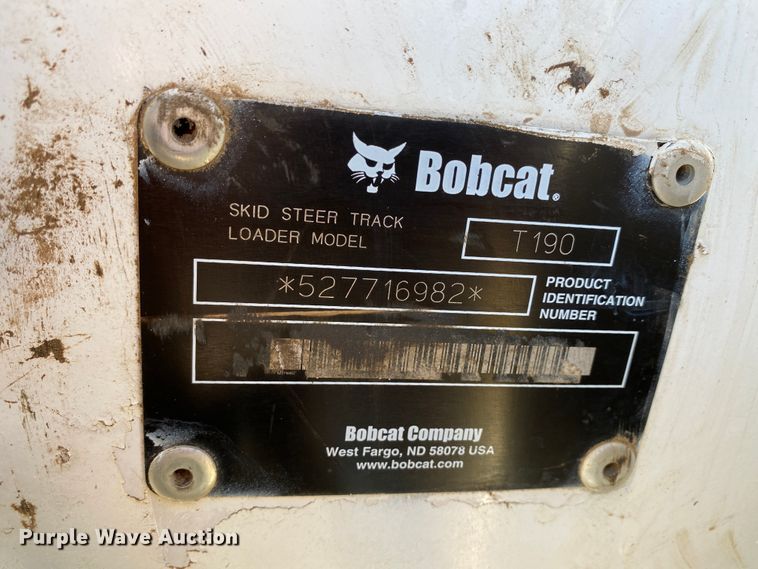 Bobcat®
SKID STEER TRACK
LOADER MODEL
T190
*527716982*
PRODUCT
IDENTIFICATION
NUMBER
Bobcat Company
West Fargo, ND 58078 USA
www.bobcat.com
Purple Wave Auction®